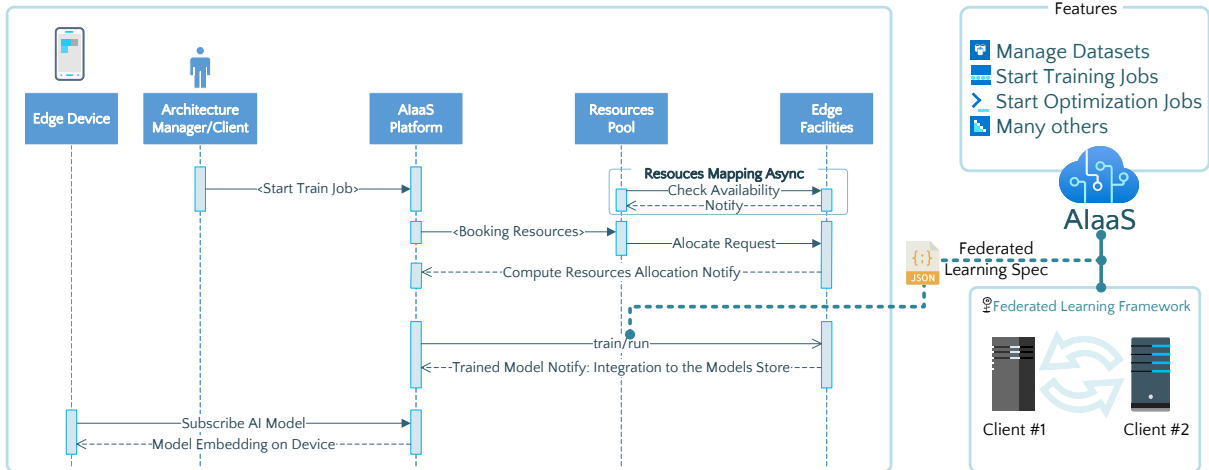 Edge Device
Architecture
Manager/Client
AIaaS
Platform
Resources
Pool
Edge
Facilities
<Start Train Job>
Resouces Mapping Async
Check Availability
Notify
<Booking Resources>
Alocate Request
Compute Resources Allocation Notify
train/run
Trained Model Notify: Integration to the Models Store
Subscribe AI Model
Model Embedding on Device
Features
Manage Datasets
Start Training Jobs
Start Optimization Jobs
Many others
AIaaS
{;}
JSON
Federated
Learning Spec
Federated Learning Framework
Client #1
Client #2